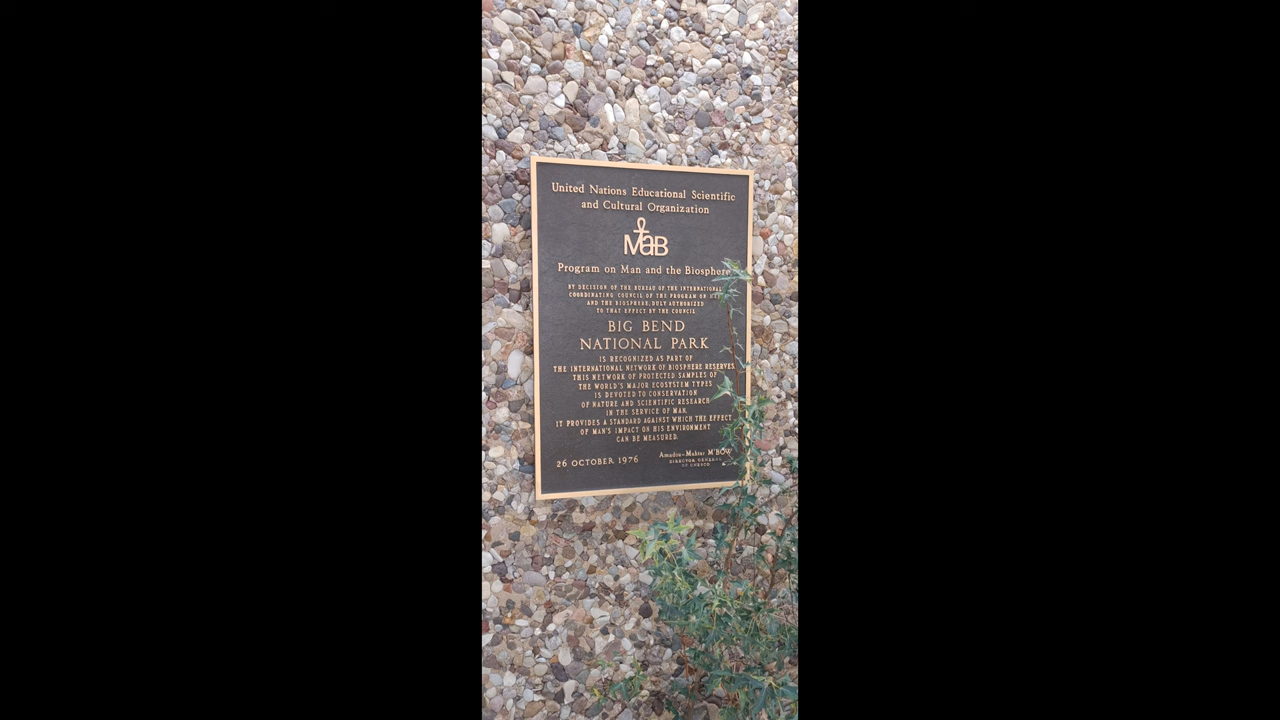 United Nations Educational Scientific
and Cultural Organization
MaB
Program on Man and the Biosphere
BY DECISION OF THE BUREAU OF THE INTERNATIONAL
COORDINATING COUNCIL OF THE PROGRAM ON
AND THE BIOSPHERE, DULY AUTHORIZED
TO THAT EFFECT BY THE COUNCIL
BIG BEND
NATIONAL PARK
IS RECOGNIZED AS PART OF
THE INTERNATIONAL NETWORK OF BIOSPHERE RESERVES.
THIS NETWORK OF PROTECTED SAMPLES OF
THE WORLD'S MAJOR ECOSYSTEM TYPES
IS DEVOTED TO CONSERVATION
OF NATURE AND SCIENTIFIC RESEARCH
IN THE SERVICE OF MAN.
IT PROVIDES A STANDARD AGAINST WHICH THE EFFECT
OF MAN'S IMPACT ON HIS ENVIRONMENT
CAN BE MEASURED.
26 OCTOBER 1976
Amadou-Mahtar M'BOW
DIRECTOR GENERAL
OF UNESCO